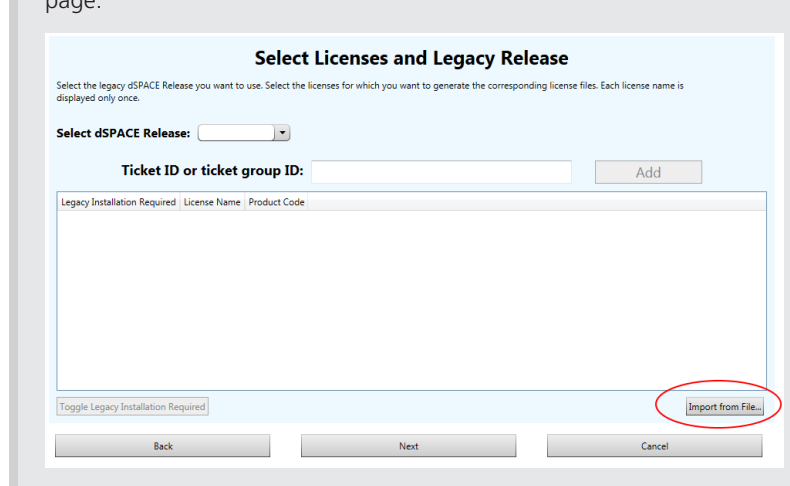 page.
Select Licenses and Legacy Release
Select the legacy dSPACE Release you want to use. Select the licenses for which you want to generate the corresponding license files. Each license name is
displayed only once.
Select dSPACE Release:
Ticket ID or ticket group ID: Add
Legacy Installation Required License Name Product Code
Toggle Legacy Installation Required Import from File...
Back Next Cancel